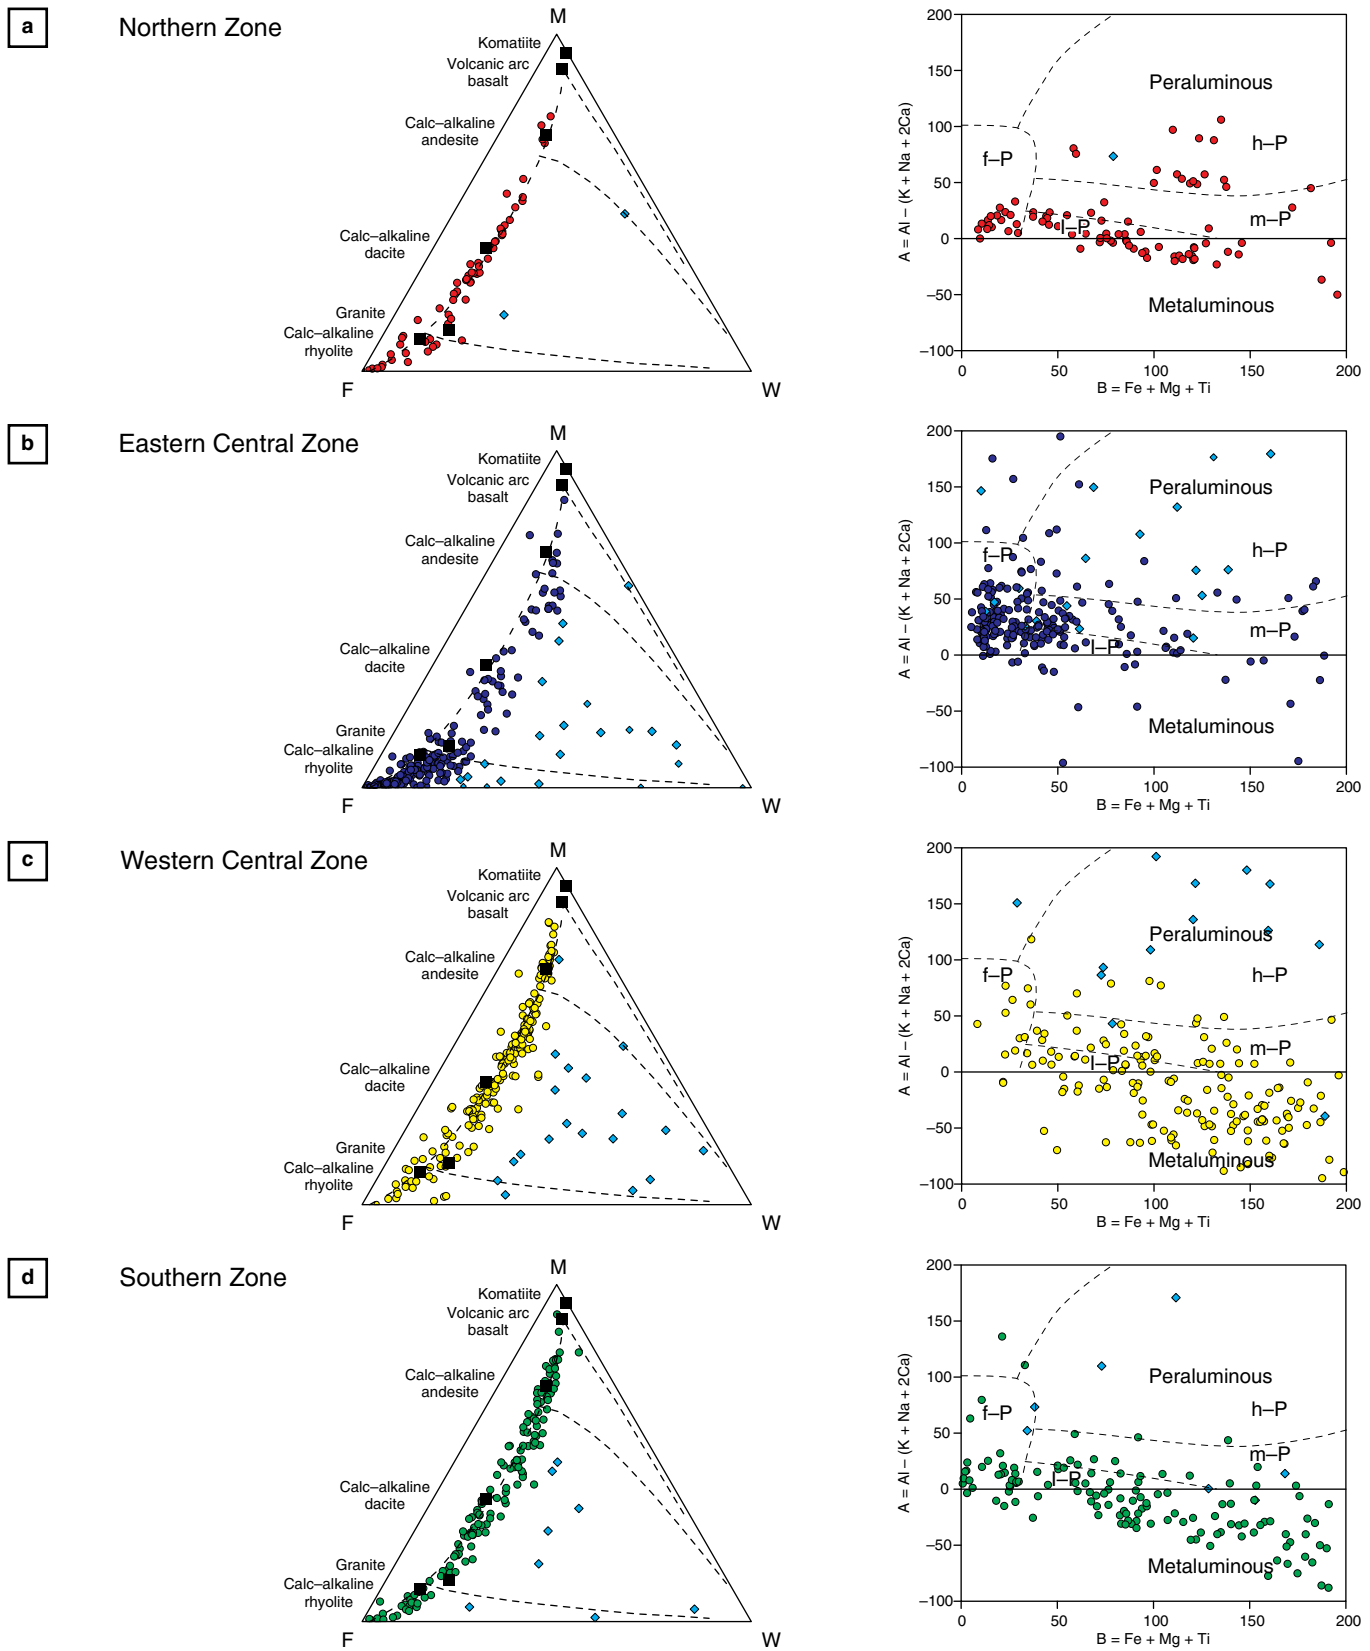 a
Northern Zone
M
Komatiite
Volcanic arc
basalt
Calc–alkaline
andesite
Calc–alkaline
dacite
Granite
Calc–alkaline
rhyolite
F
W
200
150
100
50
0
−50
−100
A = Al − (K + Na + 2Ca)
Peraluminous
h–P
f–P
m–P
l–P
Metaluminous
0
50
100
150
200
B = Fe + Mg + Ti
b
Eastern Central Zone
M
Komatiite
Volcanic arc
basalt
Calc–alkaline
andesite
Calc–alkaline
dacite
Granite
Calc–alkaline
rhyolite
F
W
200
150
100
50
0
−50
−100
A = Al − (K + Na + 2Ca)
Peraluminous
h–P
f–P
m–P
l–P
Metaluminous
0
50
100
150
200
B = Fe + Mg + Ti
c
Western Central Zone
M
Komatiite
Volcanic arc
basalt
Calc–alkaline
andesite
Calc–alkaline
dacite
Granite
Calc–alkaline
rhyolite
F
W
200
150
100
50
0
−50
−100
A = Al − (K + Na + 2Ca)
Peraluminous
h–P
f–P
m–P
l–P
Metaluminous
0
50
100
150
200
B = Fe + Mg + Ti
d
Southern Zone
M
Komatiite
Volcanic arc
basalt
Calc–alkaline
andesite
Calc–alkaline
dacite
Granite
Calc–alkaline
rhyolite
F
W
200
150
100
50
0
−50
−100
A = Al − (K + Na + 2Ca)
Peraluminous
h–P
f–P
m–P
l–P
Metaluminous
0
50
100
150
200
B = Fe + Mg + Ti